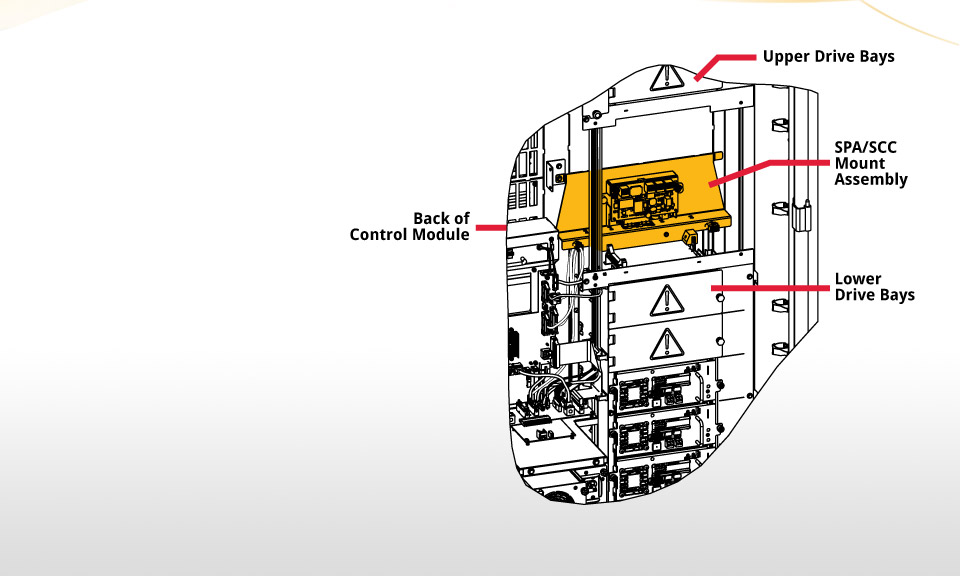 Upper Drive Bays
SPA/SCC
Mount
Assembly
Back of
Control Module
Lower
Drive Bays